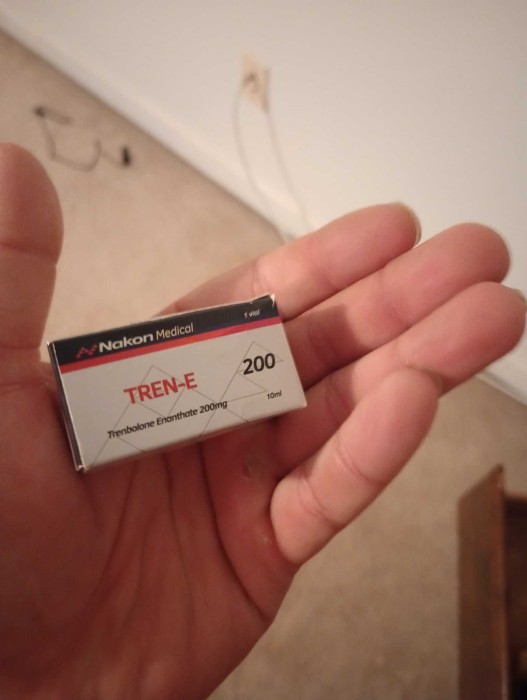 Nakon Medical
1 vial
TREN-E
200
Trenbolone Enanthate 200mg
10ml